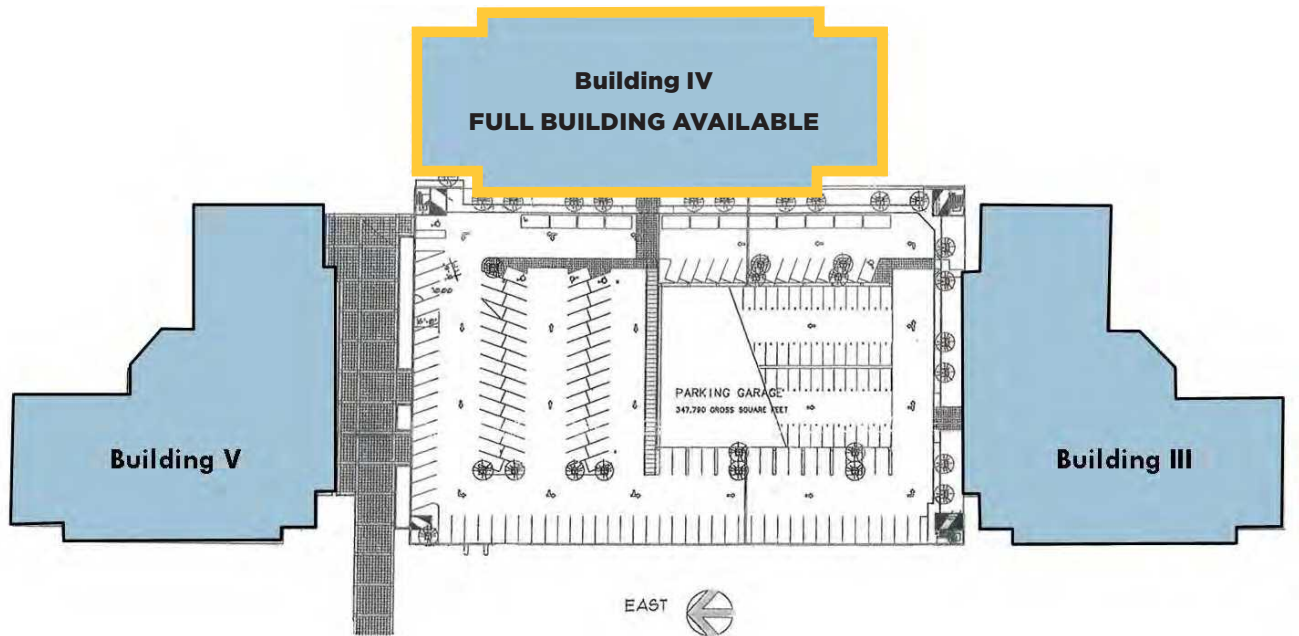 Building IV
FULL BUILDING AVAILABLE
PARKING GARAGE
347,790 GROSS SQUARE FEET
Building V
Building III
EAST